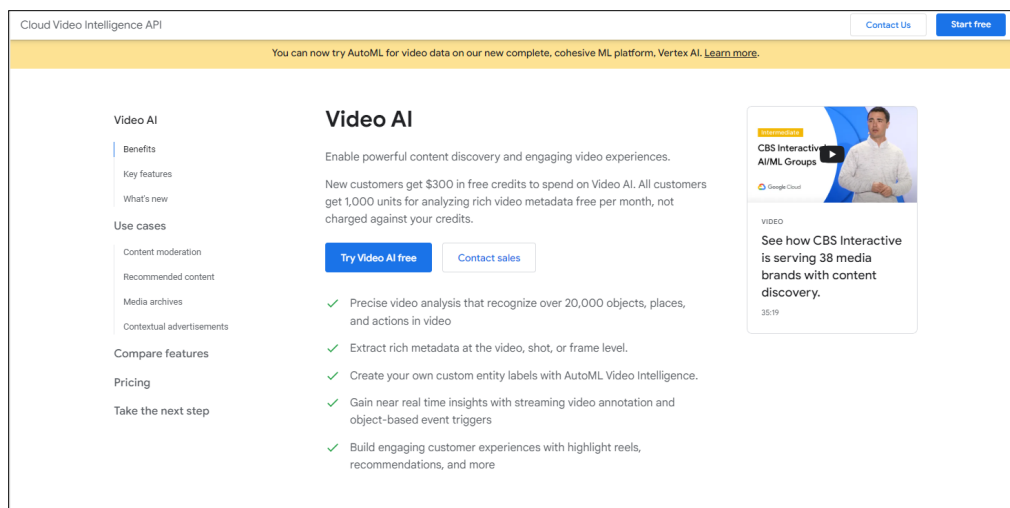 Cloud Video Intelligence API
Contact Us
Start free
You can now try AutoML for video data on our new complete, cohesive ML platform, Vertex AI. Learn more.
Video AI
Benefits
Key features
What's new
Use cases
Content moderation
Recommended content
Media archives
Contextual advertisements
Compare features
Pricing
Take the next step
Video AI
Enable powerful content discovery and engaging video experiences.
New customers get $300 in free credits to spend on Video AI. All customers
get 1,000 units for analyzing rich video metadata free per month, not
charged against your credits.
Try Video AI free
Contact sales
Precise video analysis that recognize over 20,000 objects, places,
and actions in video
Extract rich metadata at the video, shot, or frame level.
Create your own custom entity labels with AutoML Video Intelligence.
Gain near real time insights with streaming video annotation and
object-based event triggers
Build engaging customer experiences with highlight reels,
recommendations, and more
Intermediate
CBS Interactive
AI/ML Groups
Google Cloud
VIDEO
See how CBS Interactive
is serving 38 media
brands with content
discovery.
35:19